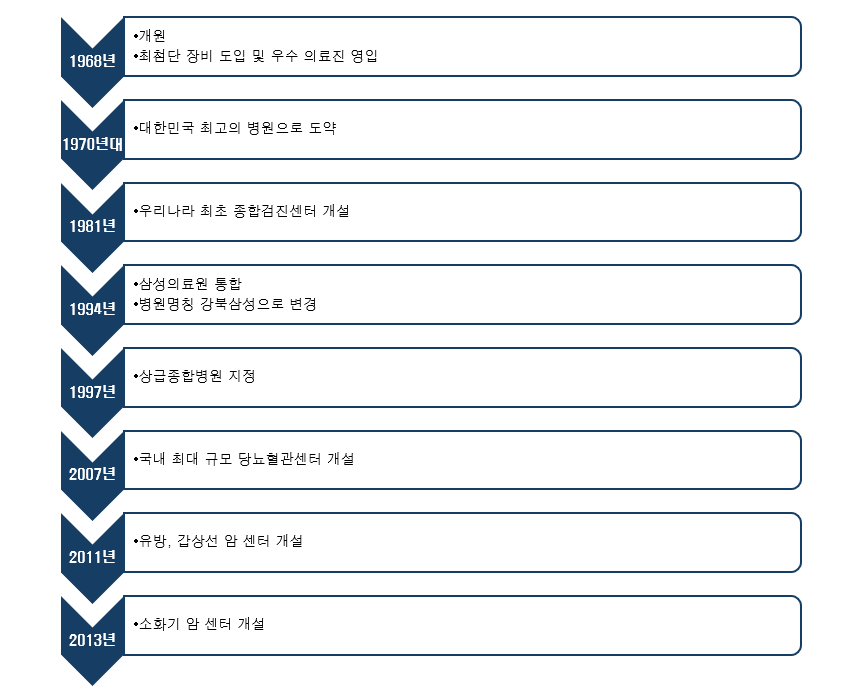 1968년
•개원
•최첨단 장비 도입 및 우수 의료진 영입
1970년대
•대한민국 최고의 병원으로 도약
1981년
•우리나라 최초 종합검진센터 개설
1994년
•삼성의료원 통합
•병원명칭 강북삼성으로 변경
1997년
•상급종합병원 지정
2007년
•국내 최대 규모 당뇨혈관센터 개설
2011년
•유방, 갑상선 암 센터 개설
2013년
•소화기 암 센터 개설